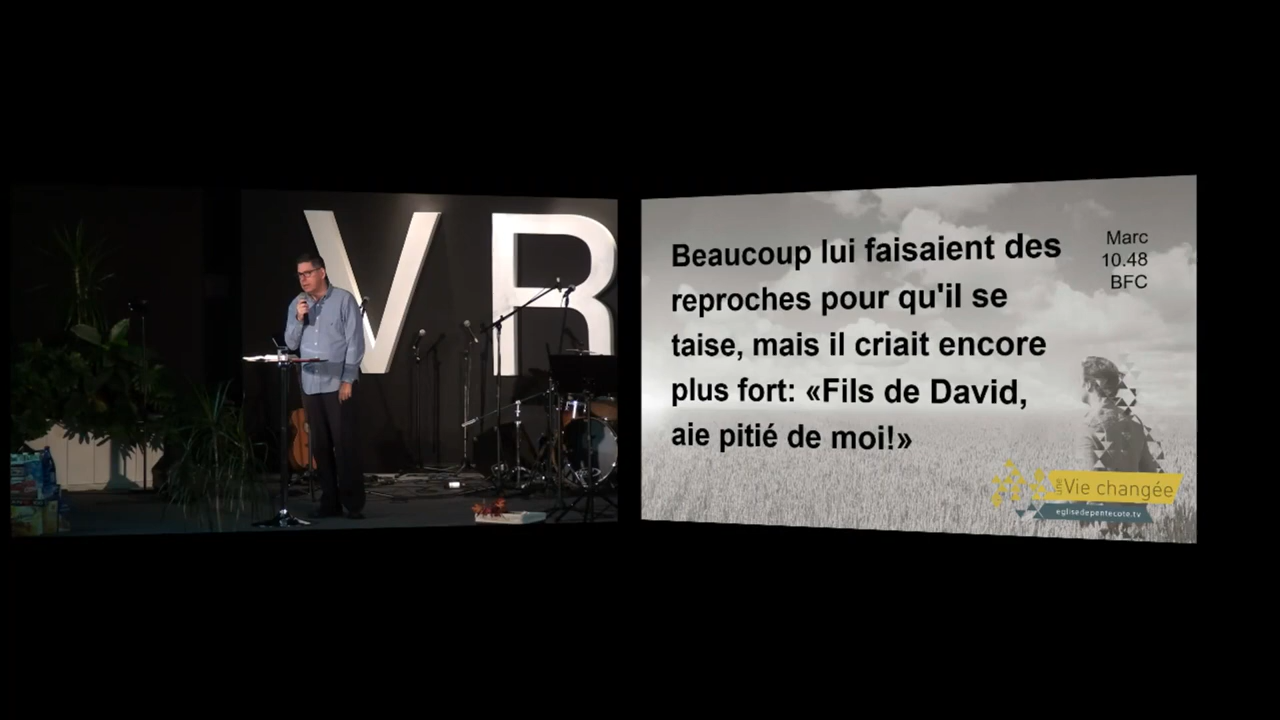 V R
Beaucoup lui faisaient des
reproches pour qu'il se
taise, mais il criait encore
plus fort: «Fils de David,
aie pitié de moi!»
Marc
10.48
BFC
une Vie changée
eglisedepentecote.tv